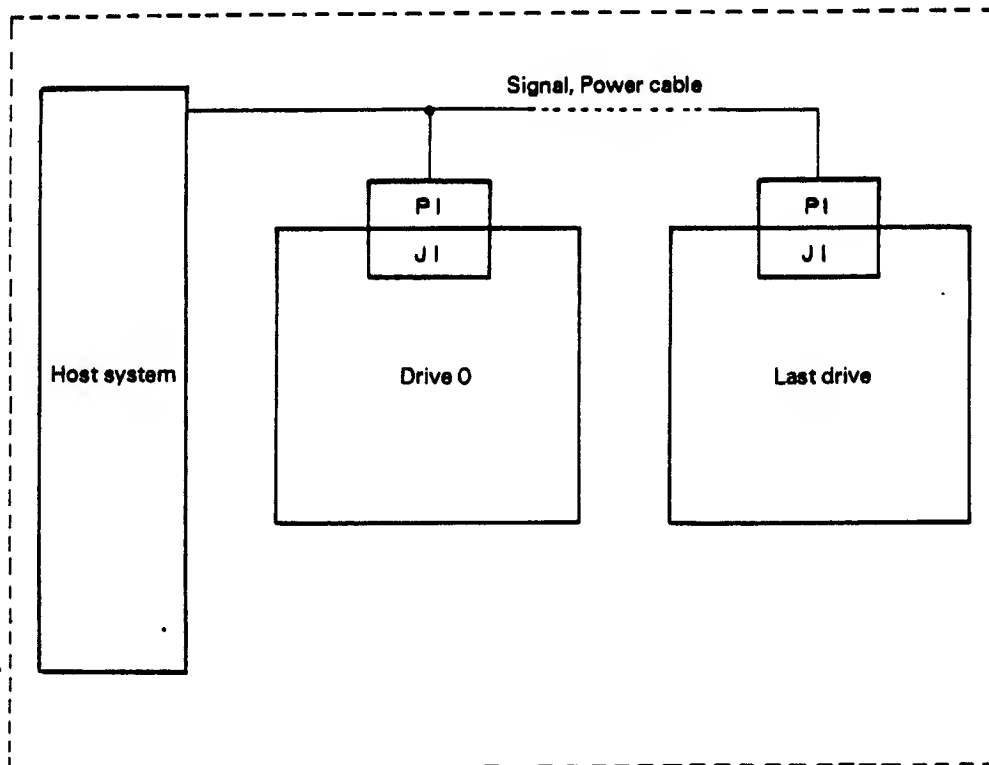 Signal, Power cable
P1
J1
P1
J1
Host system
Drive 0
Last drive